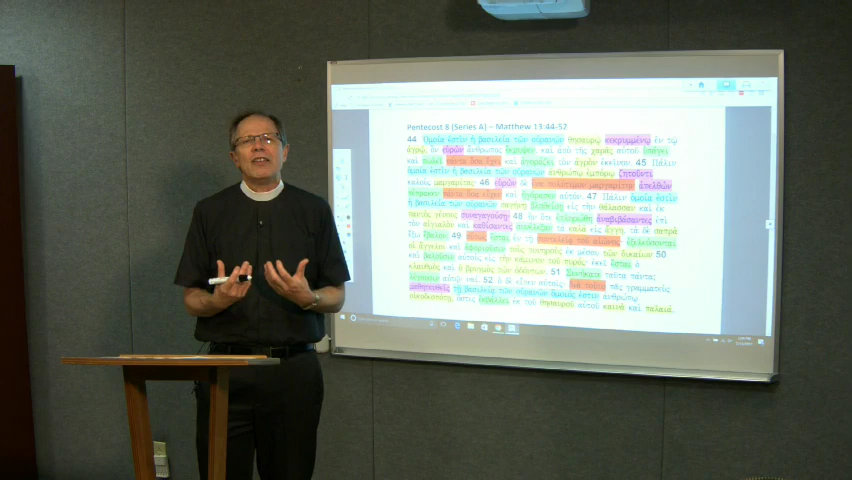 Pentecost 8 (Series A) – Matthew 13:44-52
44 Ὁμοία ἐστὶν ἡ βασιλεία τῶν οὐρανῶν θησαυρῷ κεκρυμμένῳ ἐν τῷ
ἀγρῷ, ὃν εὑρὼν ἄνθρωπος ἔκρυψεν, καὶ ἀπὸ τῆς χαρᾶς αὐτοῦ ὑπάγει
καὶ πωλεῖ πάντα ὅσα ἔχει καὶ ἀγοράζει τὸν ἀγρὸν ἐκεῖνον. 45 Πάλιν
ὁμοία ἐστὶν ἡ βασιλεία τῶν οὐρανῶν ἀνθρώπῳ ἐμπόρῳ ζητοῦντι
καλοὺς μαργαρίτας· 46 εὑρὼν δὲ ἕνα πολύτιμον μαργαρίτην ἀπελθὼν
πέπρακεν πάντα ὅσα εἶχεν καὶ ἠγόρασεν αὐτόν. 47 Πάλιν ὁμοία ἐστὶν
ἡ βασιλεία τῶν οὐρανῶν σαγήνῃ βληθείσῃ εἰς τὴν θάλασσαν καὶ ἐκ
παντὸς γένους συναγαγούσῃ· 48 ἣν ὅτε ἐπληρώθη ἀναβιβάσαντες ἐπὶ
τὸν αἰγιαλὸν καὶ καθίσαντες συνέλεξαν τὰ καλὰ εἰς ἄγγη, τὰ δὲ σαπρὰ
ἔξω ἔβαλον. 49 οὕτως ἔσται ἐν τῇ συντελείᾳ τοῦ αἰῶνος· ἐξελεύσονται
οἱ ἄγγελοι καὶ ἀφοριοῦσιν τοὺς πονηροὺς ἐκ μέσου τῶν δικαίων 50
καὶ βαλοῦσιν αὐτοὺς εἰς τὴν κάμινον τοῦ πυρός· ἐκεῖ ἔσται ὁ
κλαυθμὸς καὶ ὁ βρυγμὸς τῶν ὀδόντων. 51 Συνήκατε ταῦτα πάντα;
λέγουσιν αὐτῷ· ναί. 52 ὁ δὲ εἶπεν αὐτοῖς· διὰ τοῦτο πᾶς γραμματεὺς
μαθητευθεὶς τῇ βασιλείᾳ τῶν οὐρανῶν ὅμοιός ἐστιν ἀνθρώπῳ
οἰκοδεσπότῃ, ὅστις ἐκβάλλει ἐκ τοῦ θησαυροῦ αὐτοῦ καινὰ καὶ παλαιά.